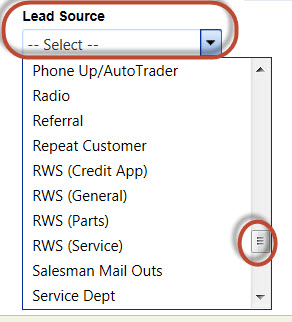 Lead Source
-- Select --
Phone Up/AutoTrader
Radio
Referral
Repeat Customer
RWS (Credit App)
RWS (General)
RWS (Parts)
RWS (Service)
Salesman Mail Outs
Service Dept